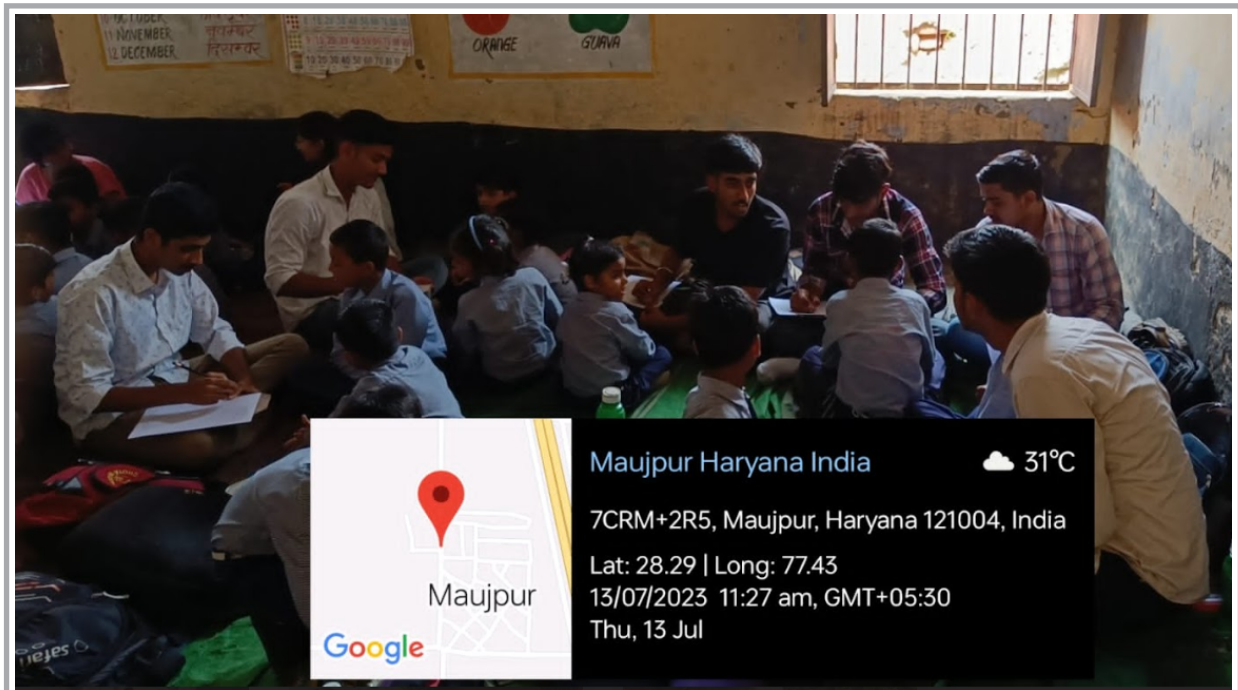 11 NOVEMBER नवम्बर
12 DECEMBER दिसम्बर
ORANGE
GUAVA
Maujpur Haryana India
31°C
7CRM+2R5, Maujpur, Haryana 121004, India
Lat: 28.29 | Long: 77.43
13/07/2023 11:27 am, GMT+05:30
Thu, 13 Jul
Maujpur
Google
safari